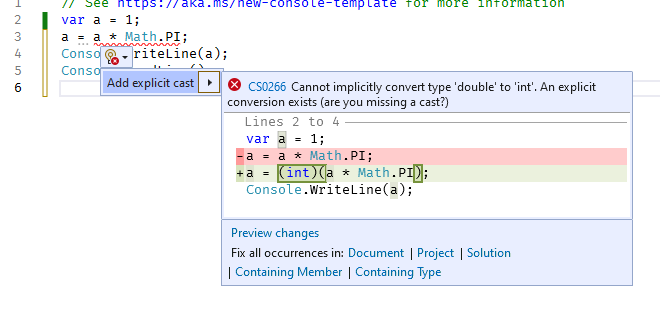 1 // See https://aka.ms/new-console-template for more information
2 var a = 1;
3 a = a * Math.PI;
4 Conso riteLine(a);
5 Conso
6
Add explicit cast
CS0266 Cannot implicitly convert type 'double' to 'int'. An explicit
conversion exists (are you missing a cast?)
Lines 2 to 4
var a = 1;
-a = a * Math.PI;
+a = (int)(a * Math.PI);
Console.WriteLine(a);
Preview changes
Fix all occurrences in: Document | Project | Solution
| Containing Member | Containing Type